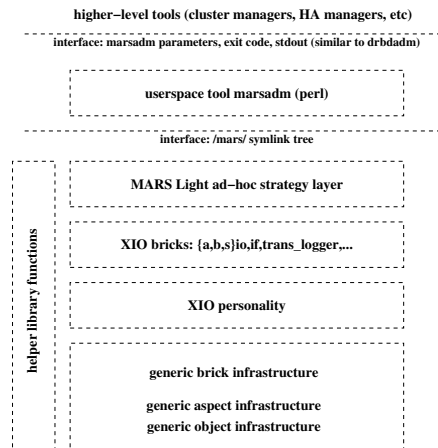 higher−level tools (cluster managers, HA managers, etc)
interface: marsadm parameters, exit code, stdout (similar to drbdadm)
userspace tool marsadm (perl)
interface: /mars/ symlink tree
helper library functions
MARS Light ad−hoc strategy layer
XIO bricks: {a,b,s}io,if,trans_logger,...
XIO personality
generic brick infrastructure
generic aspect infrastructure
generic object infrastructure